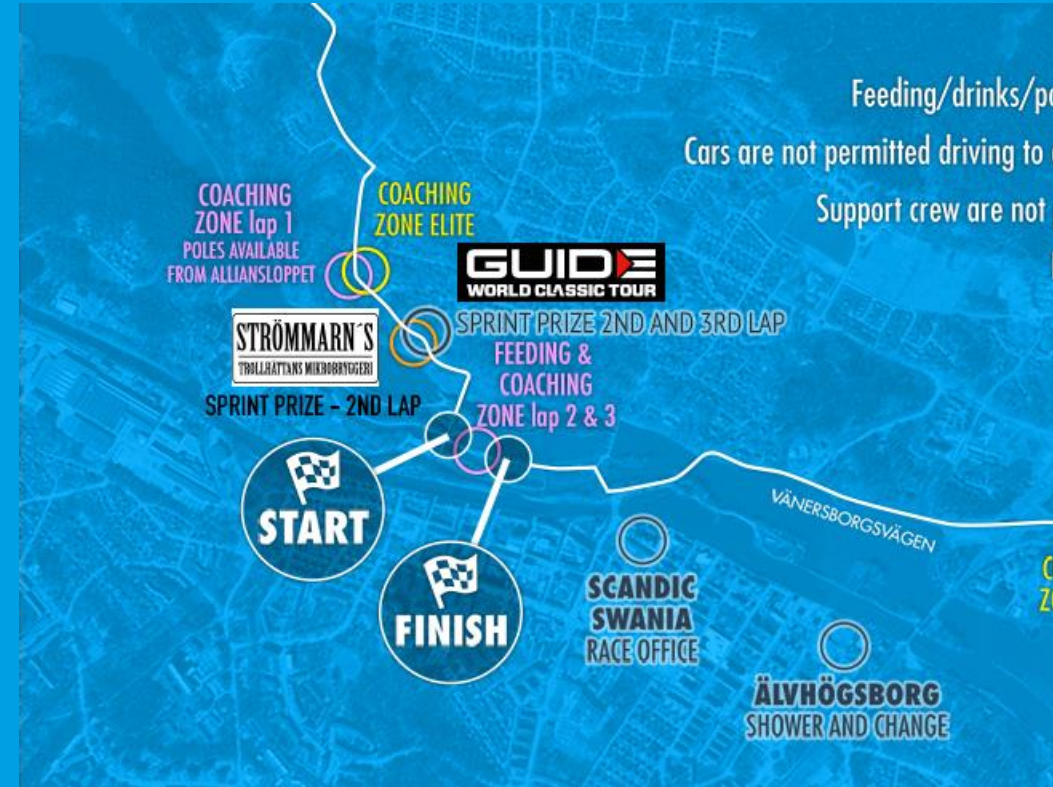 Feeding/drinks/po
Cars are not permitted driving to
Support crew are not
COACHING
ZONE lap 1
POLES AVAILABLE
FROM ALLIANSLOPPET
COACHING
ZONE ELITE
GUIDE
WORLD CLASSIC TOUR
SPRINT PRIZE 2ND AND 3RD LAP
STRÖMMARN´S
TROLLHÄTTANS MIKROBRYGGERI
SPRINT PRIZE - 2ND LAP
FEEDING &
COACHING
ZONE lap 2 & 3
START
FINISH
VÄNERSBORGSVÄGEN
SCANDIC
SWANIA
RACE OFFICE
ÄLVHÖGSBORG
SHOWER AND CHANGE